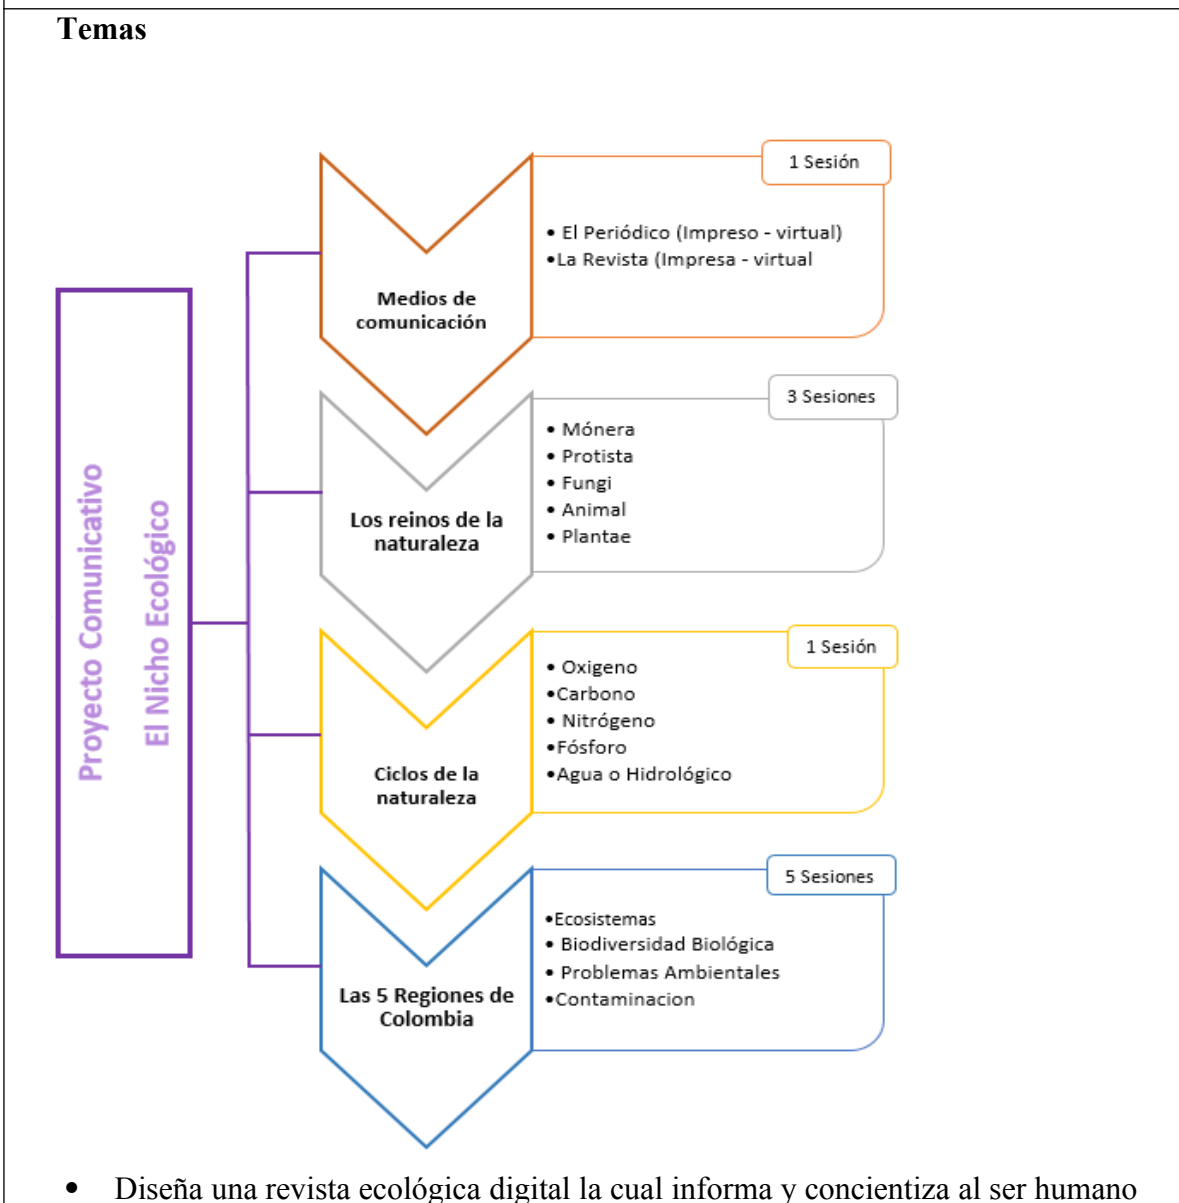 Temas
Proyecto Comunicativo
El Nicho Ecológico
1 Sesión
Medios de
comunicación
• El Periódico (Impreso - virtual)
•La Revista (Impresa - virtual
3 Sesiones
Los reinos de la
naturaleza
• Mónera
• Protista
• Fungi
• Animal
• Plantae
1 Sesión
Ciclos de la
naturaleza
• Oxigeno
•Carbono
• Nitrógeno
•Fósforo
•Agua o Hidrológico
5 Sesiones
Las 5 Regiones de
Colombia
•Ecosistemas
• Biodiversidad Biológica
• Problemas Ambientales
•Contaminacion
• Diseña una revista ecológica digital la cual informa y concientiza al ser humano